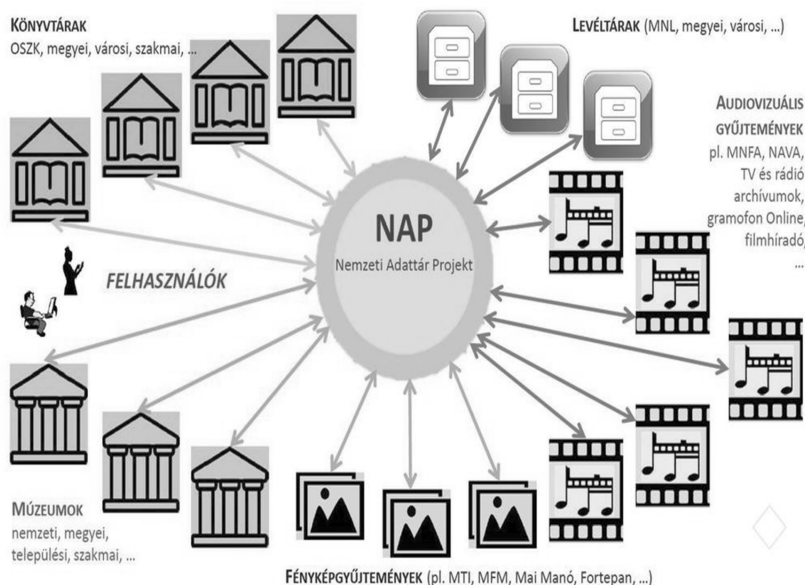 KÖNYVTÁRAK
OSZK, megyei, városi, szakmai, ...
LEVÉLTÁRAK (MNL, megyei, városi, ...)
AUDIOVIZUÁLIS
GYŰJTEMÉNYEK
pl. MNFA, NAVA,
TV és rádió
archívumok,
gramofon Online,
filmhíradó,
...
NAP
Nemzeti Adattár Projekt
FELHASZNÁLÓK
MÚZEUMOK
nemzeti, megyei,
települési, szakmai, ...
FÉNYKÉPGYŰJTEMÉNYEK (pl. MTI, MFM, Mai Manó, Fortepan, ...)